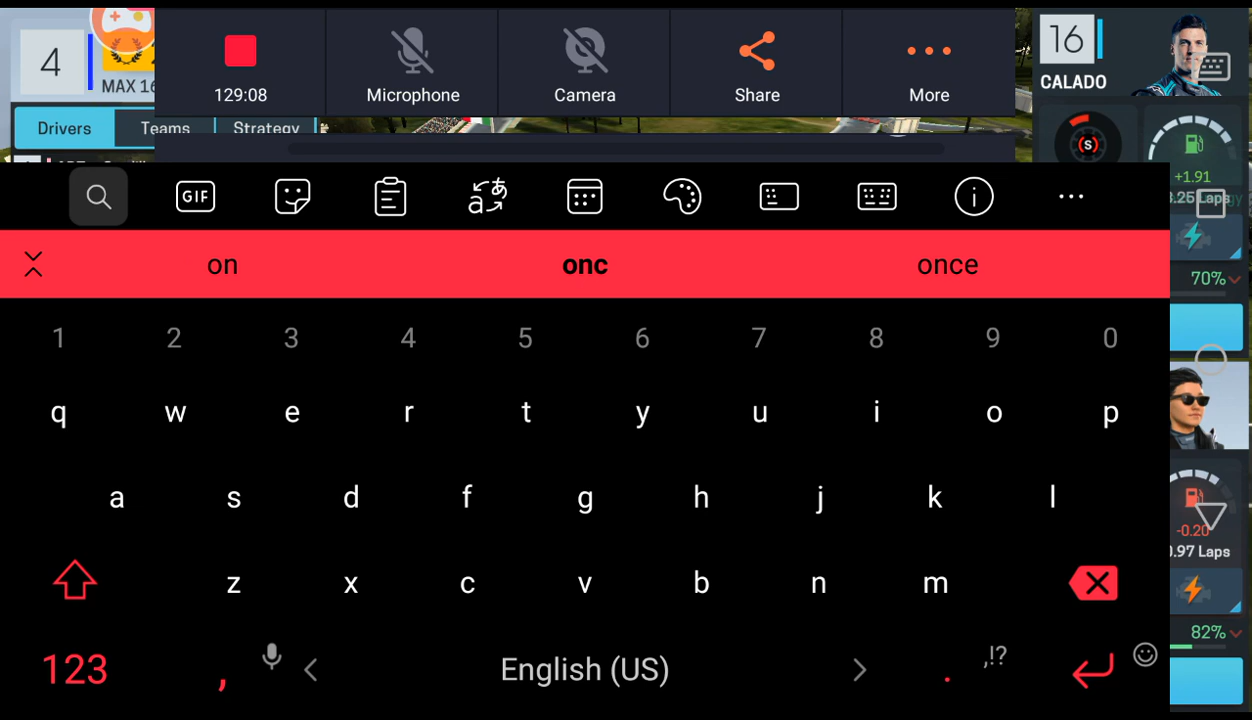 4
MAX 16
129:08
Microphone
Camera
Share
More
16
CALADO
Drivers
Teams
Strategy
(S)
+1.91
.25 Laps
GIF
70%
on
onc
once
1 2 3 4 5 6 7 8 9 0
q w e r t y u i o p
a s d f g h j k l
-0.20
.97 Laps
z x c v b n m
82%
123
,
English (US)
.
,!?